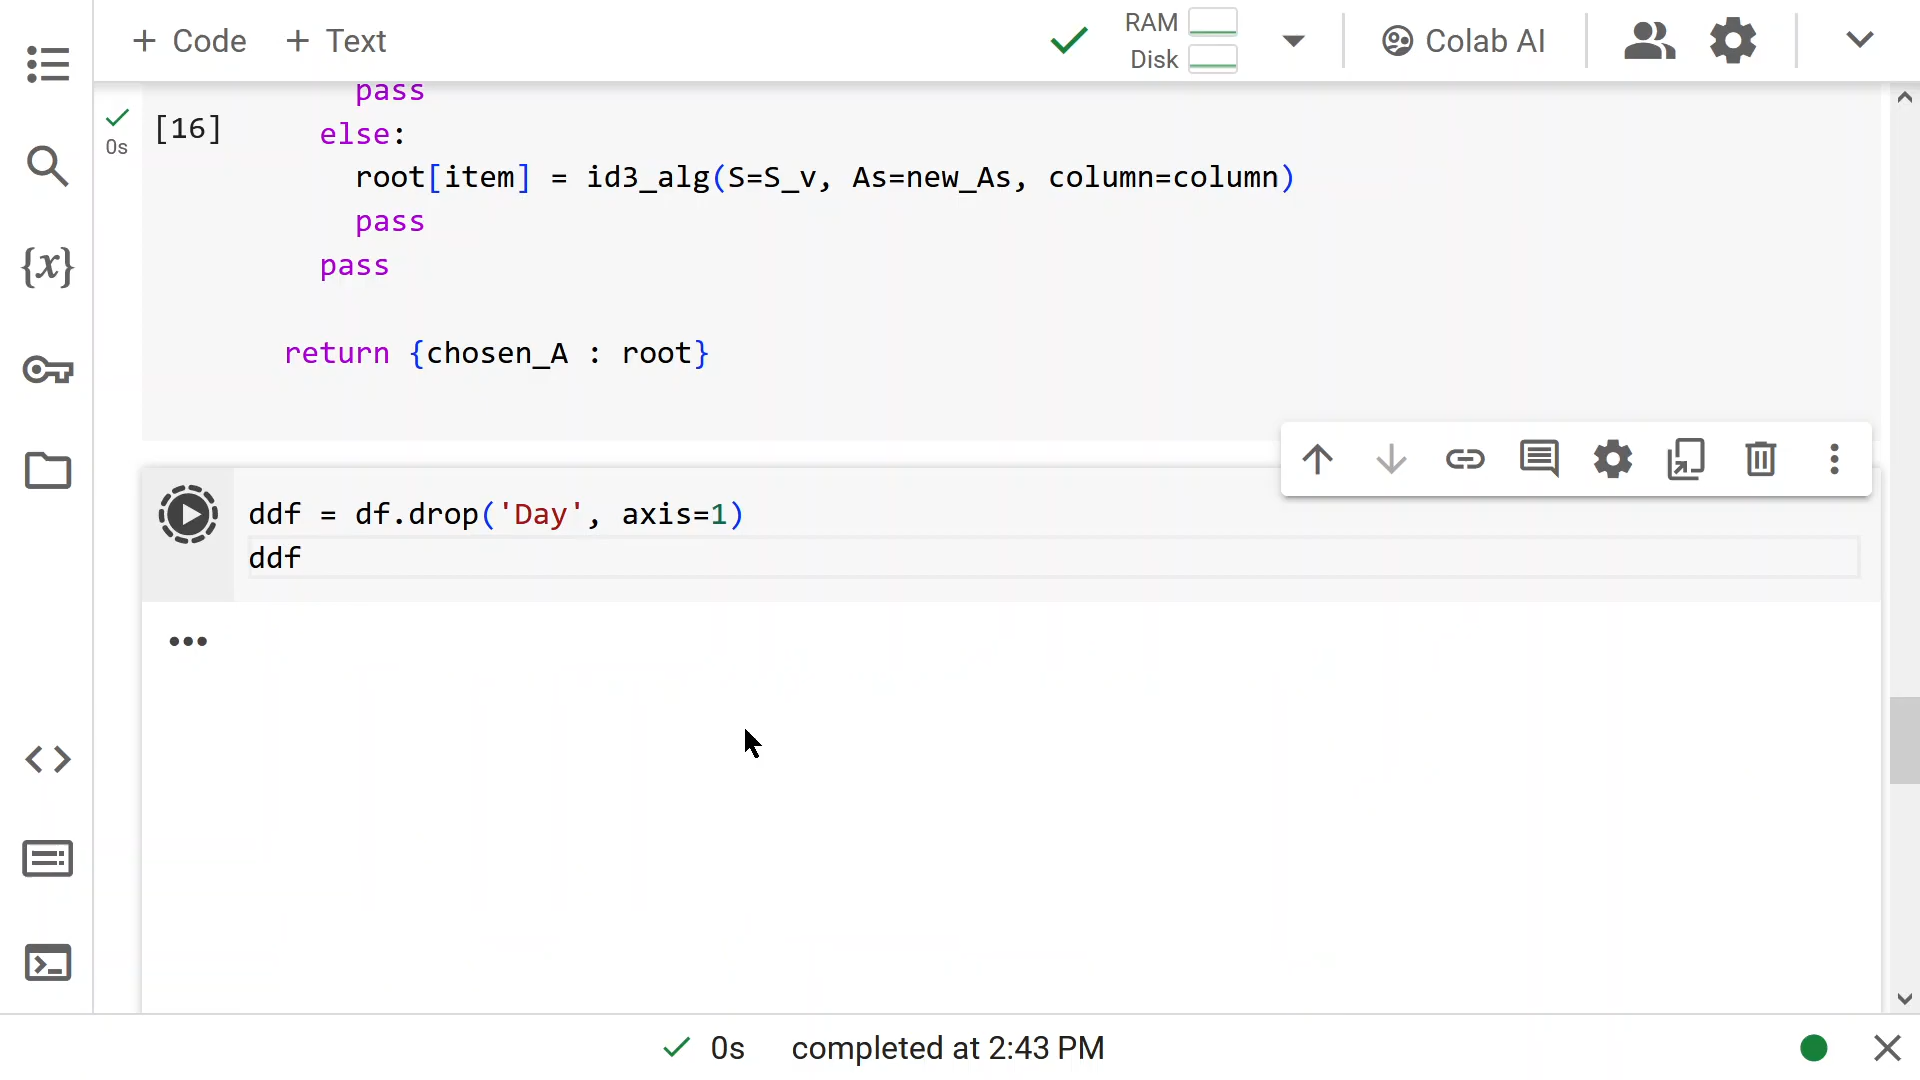 + Code + Text
RAM
Disk
Colab AI
{x}
0s
[16]
pass
else:
root[item] = id3_alg(S=S_v, As=new_As, column=column)
pass
pass
return {chosen_A : root}
ddf = df.drop('Day', axis=1)
ddf
0s completed at 2:43 PM